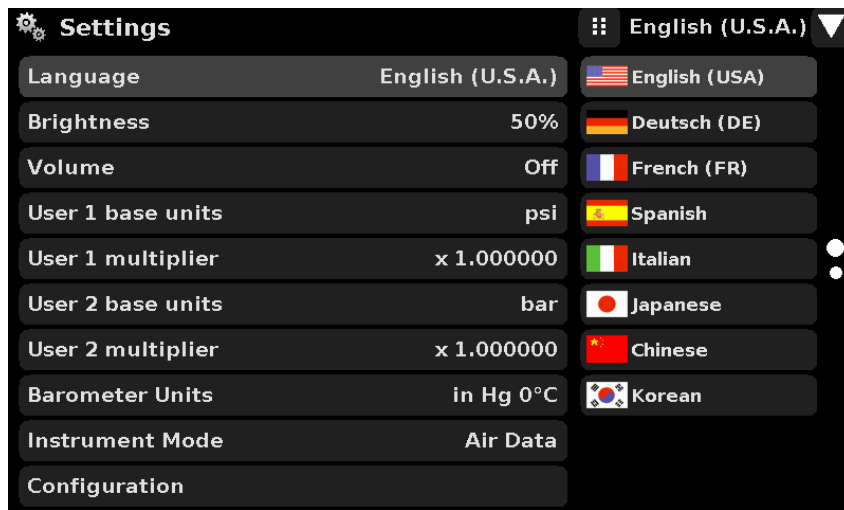 Settings
English (U.S.A.)
Language English (U.S.A.)
Brightness 50%
Volume Off
User 1 base units psi
User 1 multiplier x 1.000000
User 2 base units bar
User 2 multiplier x 1.000000
Barometer Units in Hg 0°C
Instrument Mode Air Data
Configuration
English (USA)
Deutsch (DE)
French (FR)
Spanish
Italian
Japanese
Chinese
Korean